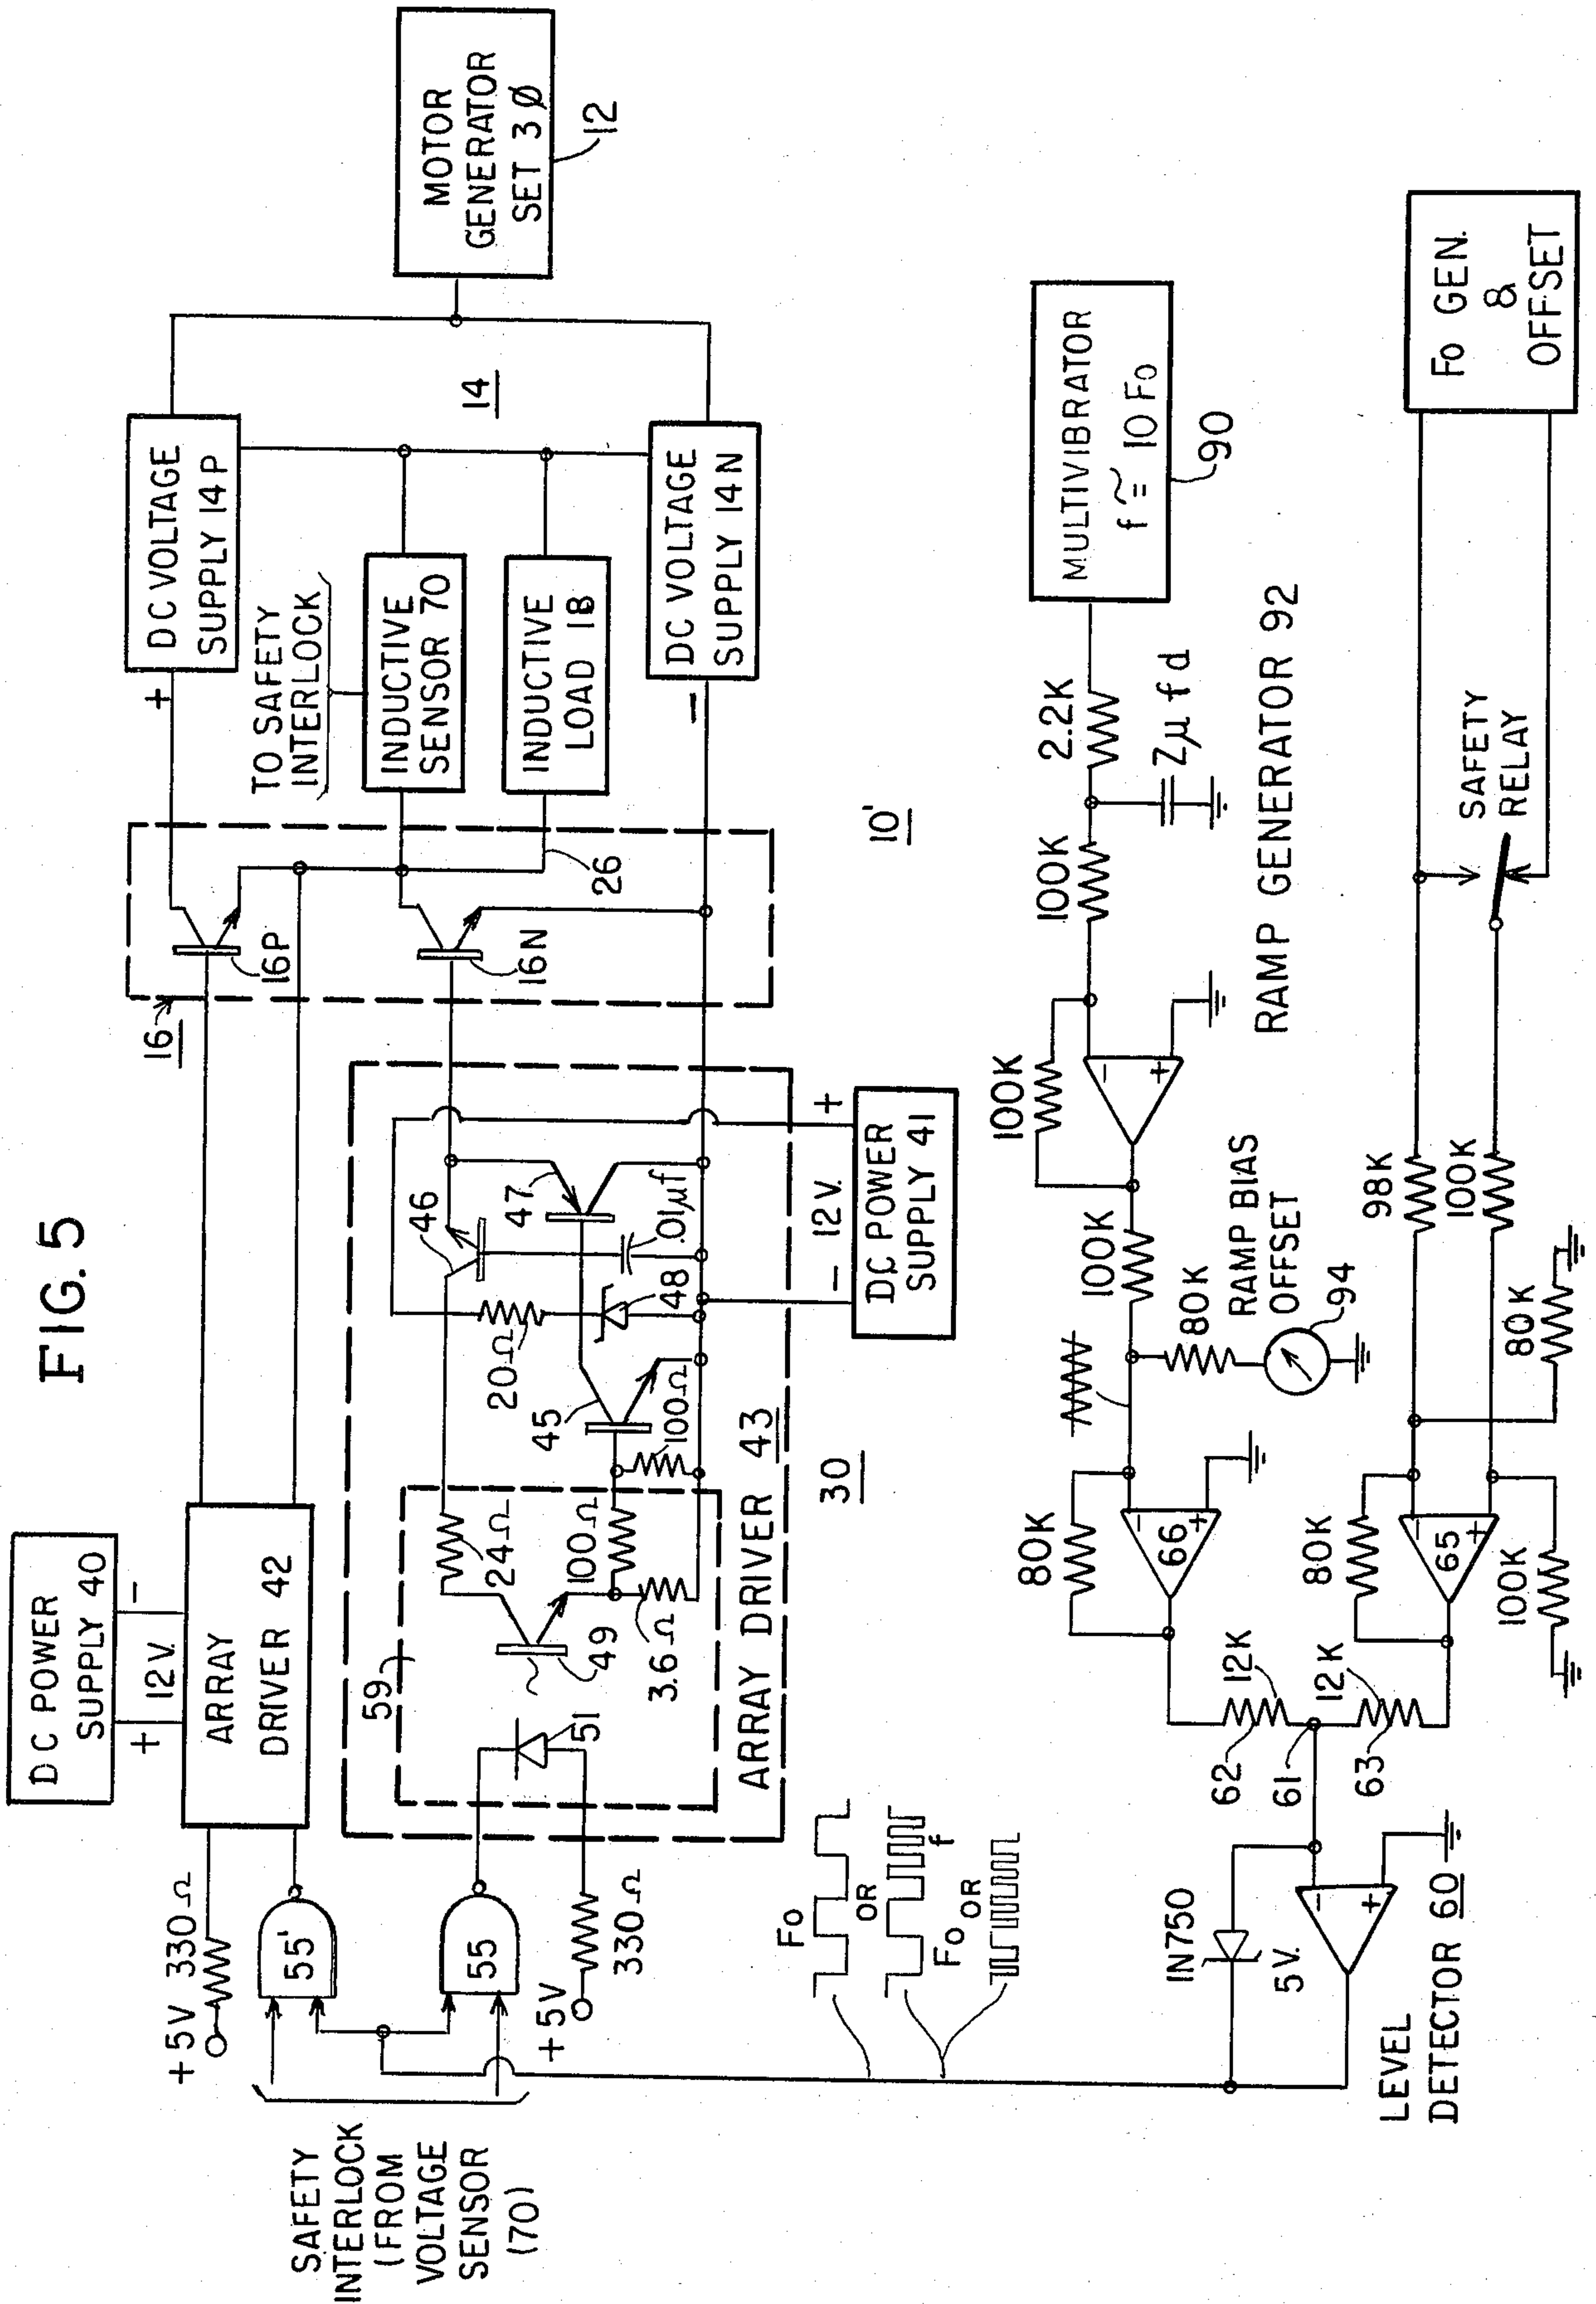 FIG. 5
DC POWER
SUPPLY 40
+ 12V. -
+5V 330Ω
ARRAY
DRIVER 42
55'
55
+5V
330Ω
SAFETY
INTERLOCK
(FROM
VOLTAGE
SENSOR
(70)
16
16P
16N
26
10'
TO SAFETY
INTERLOCK
INDUCTIVE
SENSOR 70
INDUCTIVE
LOAD 18
+
DC VOLTAGE
SUPPLY 14P
-
DC VOLTAGE
SUPPLY 14N
14
MOTOR
GENERATOR
SET 3 Ø
12
59
51
49
24Ω
100Ω
3.6Ω
100Ω
45
20Ω
46
47
48
.01μf
ARRAY DRIVER 43
30
- 12V. +
DC POWER
SUPPLY 41
Fo
OR
Fo f
OR
IN750
5V.
- +
LEVEL
DETECTOR 60
62
61
63
12K
12K
80K
66
- +
80K
65
- +
100K
80K
100K
80K
RAMP BIAS
OFFSET
94
100K
- +
100K
2.2K
Zμfd
MULTIVIBRATOR
f ≅ 10 Fo
90
RAMP GENERATOR 92
98K
100K
SAFETY
RELAY
Fo GEN.
&
OFFSET